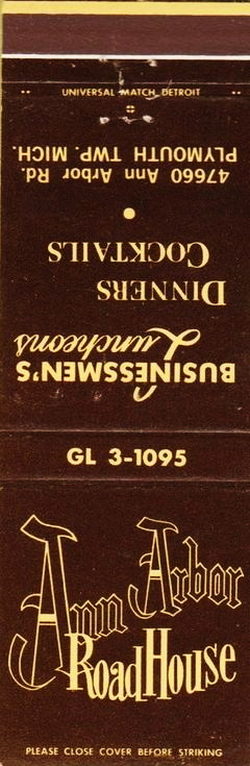 UNIVERSAL MATCH DETROIT
47660 Ann Arbor Rd.
PLYMOUTH TWP. MICH.
DINNERS
COCKTAILS
BUSINESSMEN'S
Luncheons
GL 3-1095
Ann Arbor
RoadHouse
PLEASE CLOSE COVER BEFORE STRIKING